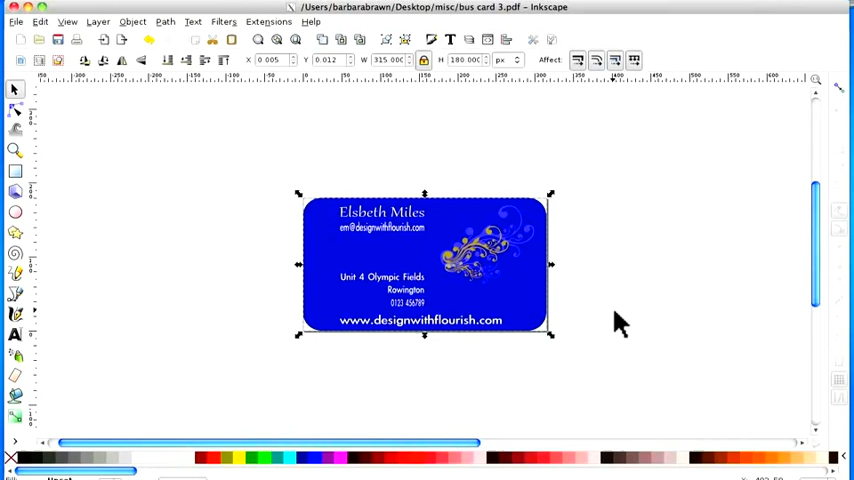 /Users/barbarabrawn/Desktop/misc/bus card 3.pdf - Inkscape
File Edit View Layer Object Path Text Filters Extensions Help
X 0.005 Y 0.012 W 315.000 H 180.000 px Affect:
Elsbeth Miles
em@designwithflourish.com
Unit 4 Olympic Fields
Rowington
0123 456789
www.designwithflourish.com